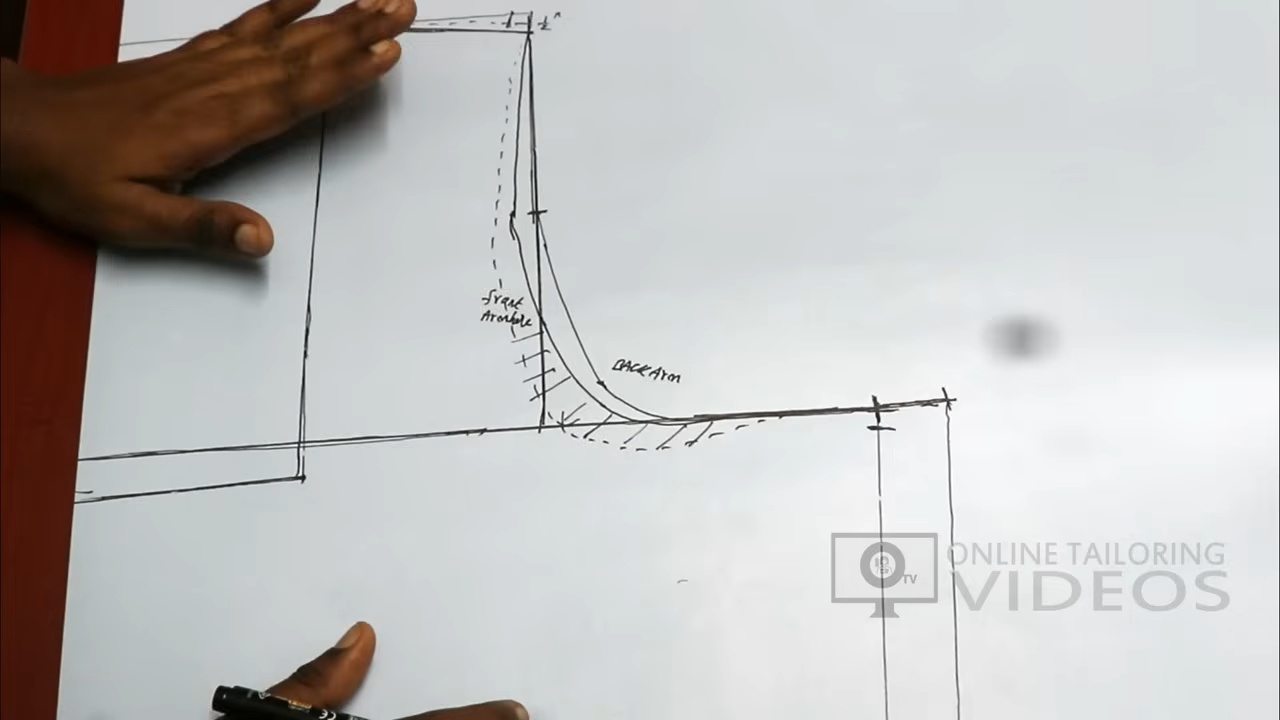 ½"
front
Armhole
BACK Arm
TV
ONLINE TAILORING
VIDEOS